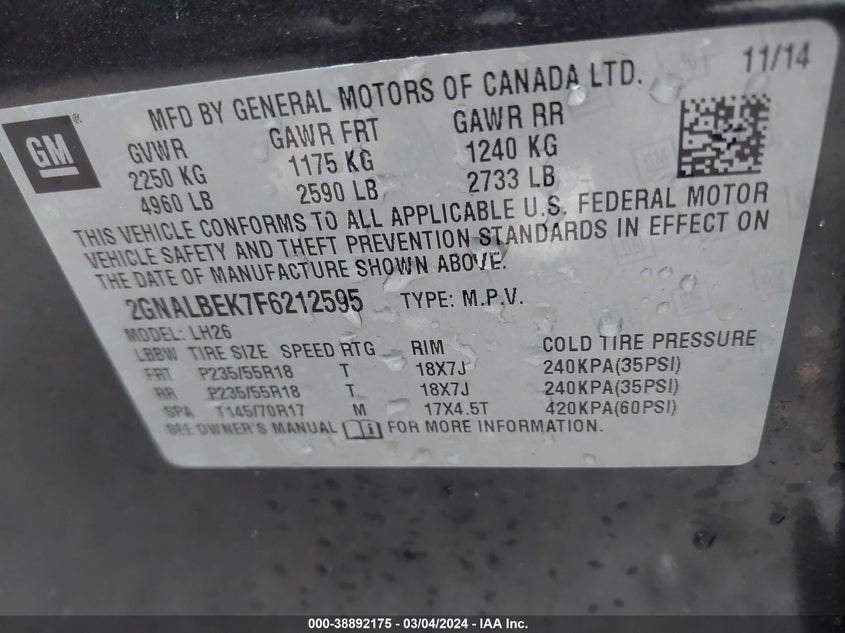 11/14
MFD BY GENERAL MOTORS OF CANADA LTD.
GM®
GVWR GAWR FRT GAWR RR
2250 KG 1175 KG 1240 KG
4960 LB 2590 LB 2733 LB
THIS VEHICLE CONFORMS TO ALL APPLICABLE U.S. FEDERAL MOTOR
VEHICLE SAFETY AND THEFT PREVENTION STANDARDS IN EFFECT ON
THE DATE OF MANUFACTURE SHOWN ABOVE.
2GNALBEK7F6212595 TYPE: M.P.V.
MODEL: LH26
LBBW TIRE SIZE SPEED RTG RIM COLD TIRE PRESSURE
FRT P235/55R18 T 18X7J 240KPA(35PSI)
RR P235/55R18 T 18X7J 240KPA(35PSI)
SPA T145/70R17 M 17X4.5T 420KPA(60PSI)
SEE OWNER'S MANUAL FOR MORE INFORMATION.
000-38892175 - 03/04/2024 - IAA Inc.